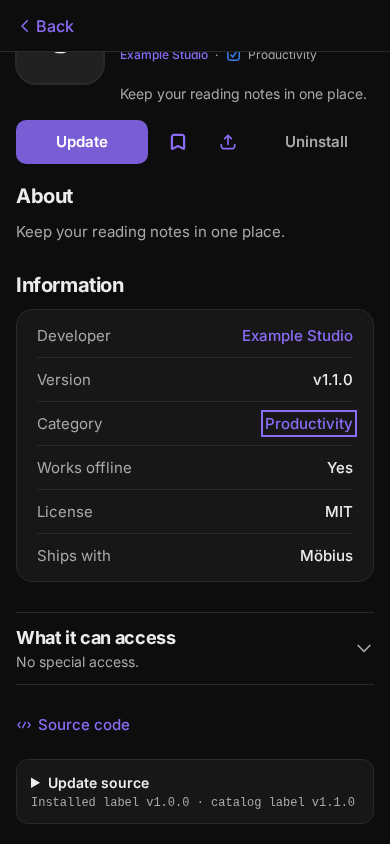 Back
Example Studio · Productivity
Keep your reading notes in one place.
Update
Uninstall
About
Keep your reading notes in one place.
Information
Developer Example Studio
Version v1.1.0
Category Productivity
Works offline Yes
License MIT
Ships with Möbius
What it can access
No special access.
Source code
Update source
Installed label v1.0.0 · catalog label v1.1.0